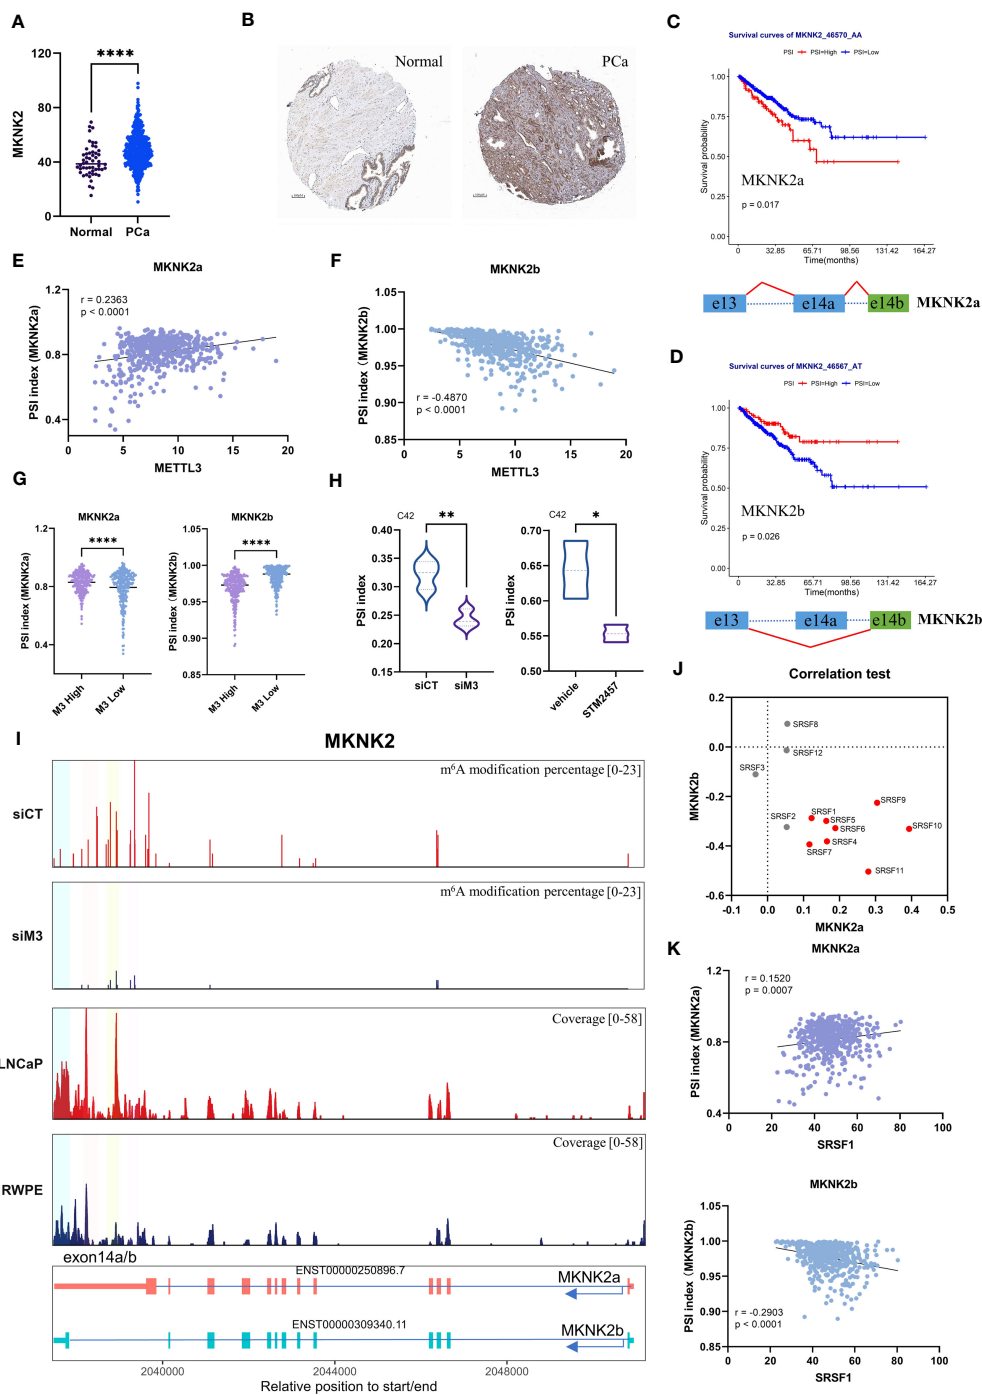 A
120
80
40
0
MKNK2
****
Normal
PCa
B
Normal
PCa
C
Survival curves of MKNK2_46570_AA
PSI PSI=High PSI=Low
1.00
0.75
0.50
0.25
0.00
Survival probability
MKNK2a
p = 0.017
0 32.85 65.71 98.56 131.42 164.27
Time(months)
e13 e14a e14b MKNK2a
D
Survival curves of MKNK2_46567_AT
PSI PSI=High PSI=Low
1.00
0.75
0.50
0.25
0.00
Survival probability
MKNK2b
p = 0.026
0 32.85 65.71 98.56 131.42 164.27
Time(months)
e13 e14a e14b MKNK2b
E
MKNK2a
1.2
0.8
0.4
PSI index (MKNK2a)
r = 0.2363
p < 0.0001
0 5 10 15 20
METTL3
F
MKNK2b
1.05
1.00
0.95
0.90
0.85
PSI index (MKNK2b)
r = -0.4870
p < 0.0001
0 5 10 15 20
METTL3
G
MKNK2a
1.2
0.8
0.4
PSI index (MKNK2a)
****
M3 High
M3 Low
MKNK2b
1.05
1.00
0.95
0.90
0.85
PSI index (MKNK2b)
****
M3 High
M3 Low
H
C42
0.40
0.35
0.30
0.25
0.20
0.15
PSI index
**
siCT
siM3
C42
0.70
0.65
0.60
0.55
0.50
PSI index
*
vehicle
STM2457
I
MKNK2
siCT
m⁶A modification percentage [0-23]
siM3
m⁶A modification percentage [0-23]
LNCaP
Coverage [0-58]
RWPE
Coverage [0-58]
exon14a/b
ENST00000250896.7
MKNK2a
ENST00000309340.11
MKNK2b
2040000 2044000 2048000
Relative position to start/end
J
Correlation test
0.2
0.0
-0.2
-0.4
-0.6
MKNK2b
SRSF8
SRSF12
SRSF3
SRSF9
SRSF1
SRSF2
SRSF5
SRSF6
SRSF10
SRSF4
SRSF7
SRSF11
-0.1 0.0 0.1 0.2 0.3 0.4 0.5
MKNK2a
K
MKNK2a
1.2
0.8
0.4
PSI index (MKNK2a)
r = 0.1520
p = 0.0007
0 20 40 60 80 100
SRSF1
MKNK2b
1.05
1.00
0.95
0.90
0.85
PSI index (MKNK2b)
r = -0.2903
p < 0.0001
0 20 40 60 80 100
SRSF1